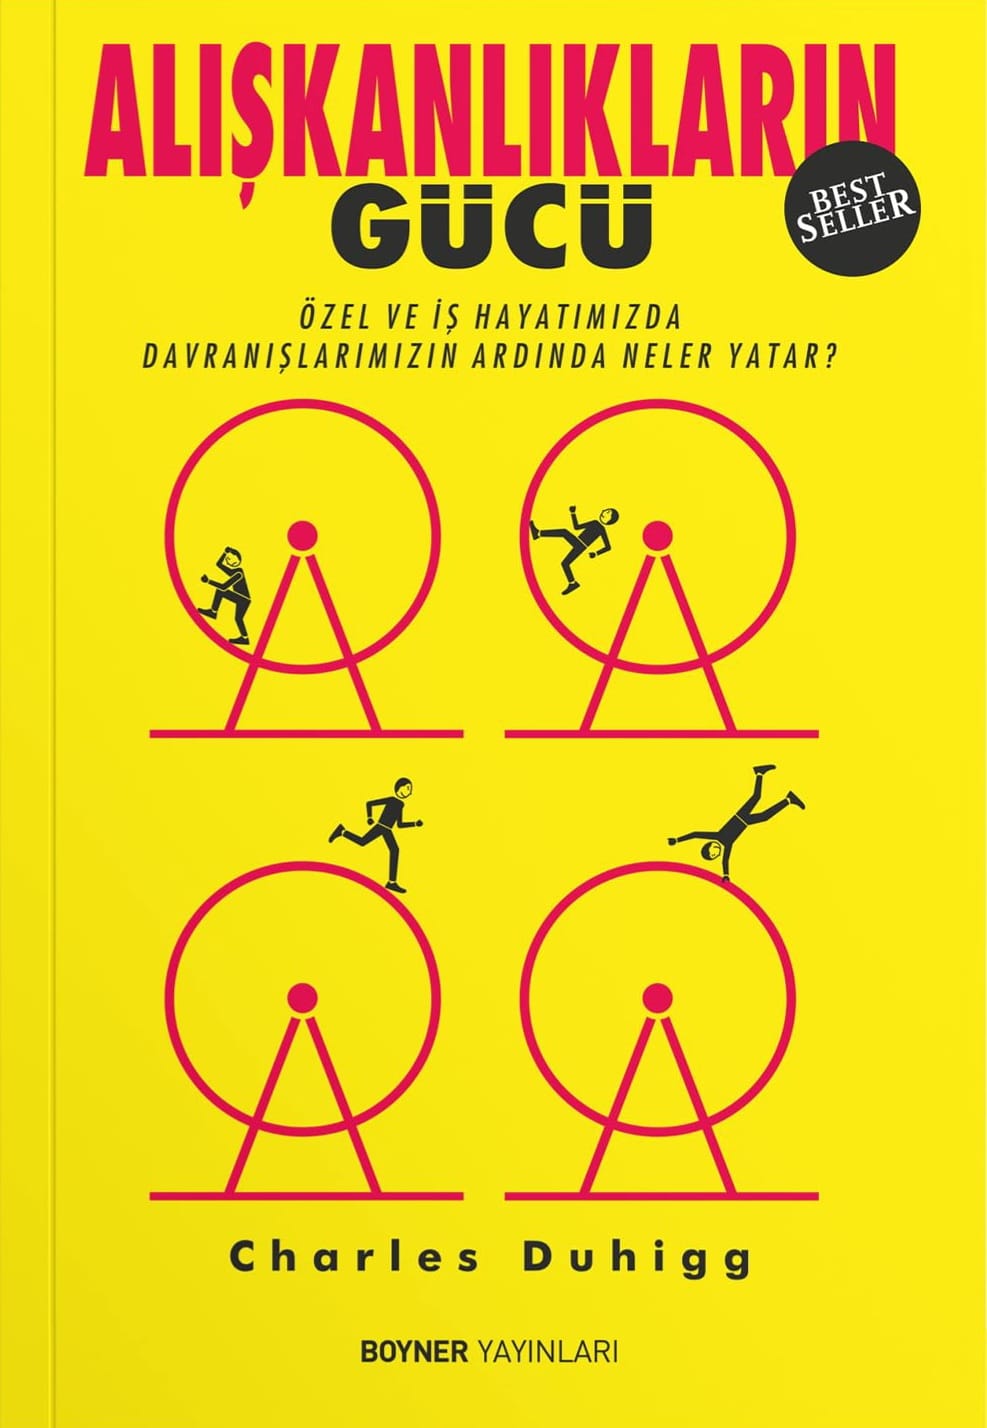 ALIŞKANLIKLARIN
GÜCÜ
BEST
SELLER
ÖZEL VE İŞ HAYATIMIZDA
DAVRANIŞLARIMIZIN ARDINDA NELER YATAR?
Charles Duhigg
BOYNER YAYINLARI